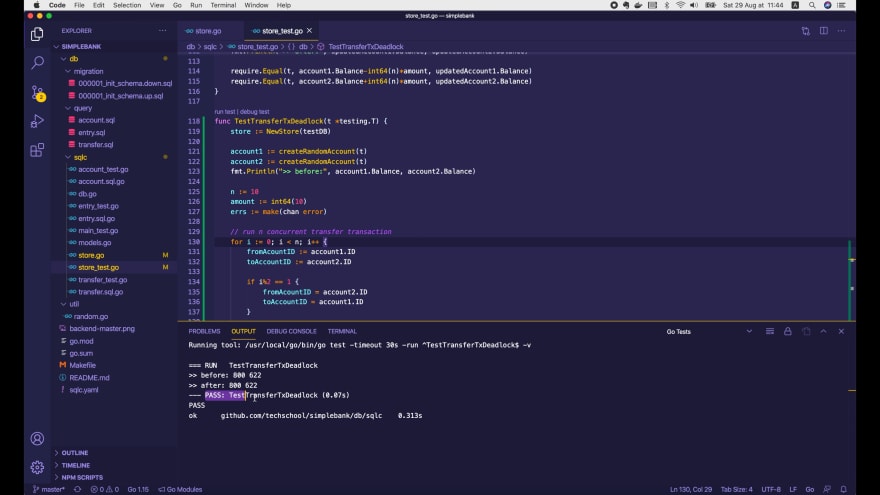 Code File Edit Selection View Go Run Terminal Window Help
Sat 29 Aug at 11:44
store_test.go — simplebank
EXPLORER
SIMPLEBANK
db
migration
000001_init_schema.down.sql
000001_init_schema.up.sql
query
account.sql
entry.sql
transfer.sql
sqlc
account_test.go
account.sql.go
db.go
entry_test.go
entry.sql.go
main_test.go
models.go
store.go M
store_test.go M
transfer_test.go
transfer.sql.go
util
random.go
backend-master.png
go.mod
go.sum
Makefile
README.md
sqlc.yaml
OUTLINE
TIMELINE
NPM SCRIPTS
store.go store_test.go
db › sqlc › store_test.go › {} db › TestTransferTxDeadlock
113
114 require.Equal(t, account1.Balance-int64(n)*amount, updatedAccount1.Balance)
115 require.Equal(t, account2.Balance+int64(n)*amount, updatedAccount2.Balance)
116 }
117
run test | debug test
118 func TestTransferTxDeadlock(t *testing.T) {
119 store := NewStore(testDB)
120
121 account1 := createRandomAccount(t)
122 account2 := createRandomAccount(t)
123 fmt.Println(">> before:", account1.Balance, account2.Balance)
124
125 n := 10
126 amount := int64(10)
127 errs := make(chan error)
128
129 // run n concurrent transfer transaction
130 for i := 0; i < n; i++ {
131 fromAcountID := account1.ID
132 toAccountID := account2.ID
133
134 if i%2 == 1 {
135 fromAcountID = account2.ID
136 toAccountID = account1.ID
137 }
PROBLEMS OUTPUT DEBUG CONSOLE TERMINAL Go Tests
Running tool: /usr/local/go/bin/go test -timeout 30s -run ^TestTransferTxDeadlock$ -v
=== RUN TestTransferTxDeadlock
>> before: 800 622
>> after: 800 622
--- PASS: TestTransferTxDeadlock (0.07s)
PASS
ok github.com/techschool/simplebank/db/sqlc 0.313s
master* 0 0 Go 1.15 Go Modules Ln 130, Col 29 Tab Size: 4 UTF-8 LF Go